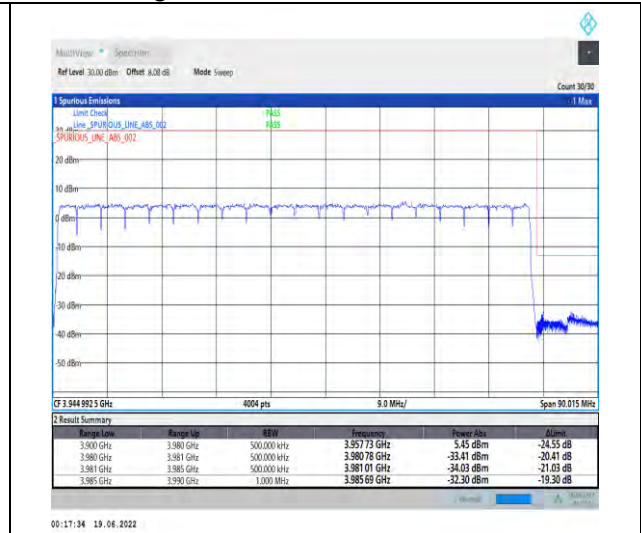 MultiView Spectrum
Ref Level 30.00 dBm Offset 8.08 dB Mode Sweep
Count 30/30
1 Spurious Emissions 1 Max
Limit Check PASS
Line _SPURIOUS_LINE_ABS_002 PASS
_SPURIOUS_LINE_ABS_002
20 dBm
10 dBm
0 dBm
-10 dBm
-20 dBm
-30 dBm
-40 dBm
-50 dBm
CF 3.944 992 5 GHz 4004 pts 9.0 MHz/ Span 90.015 MHz
2 Result Summary
Range Low Range Up RBW Frequency Power Abs ΔLimit
3.900 GHz 3.980 GHz 500.000 kHz 3.957 73 GHz 5.45 dBm -24.55 dB
3.980 GHz 3.981 GHz 500.000 kHz 3.980 78 GHz -33.41 dBm -20.41 dB
3.981 GHz 3.985 GHz 500.000 kHz 3.981 01 GHz -34.03 dBm -21.03 dB
3.985 GHz 3.990 GHz 1.000 MHz 3.985 69 GHz -32.30 dBm -19.30 dB
00:17:34 19.06.2022